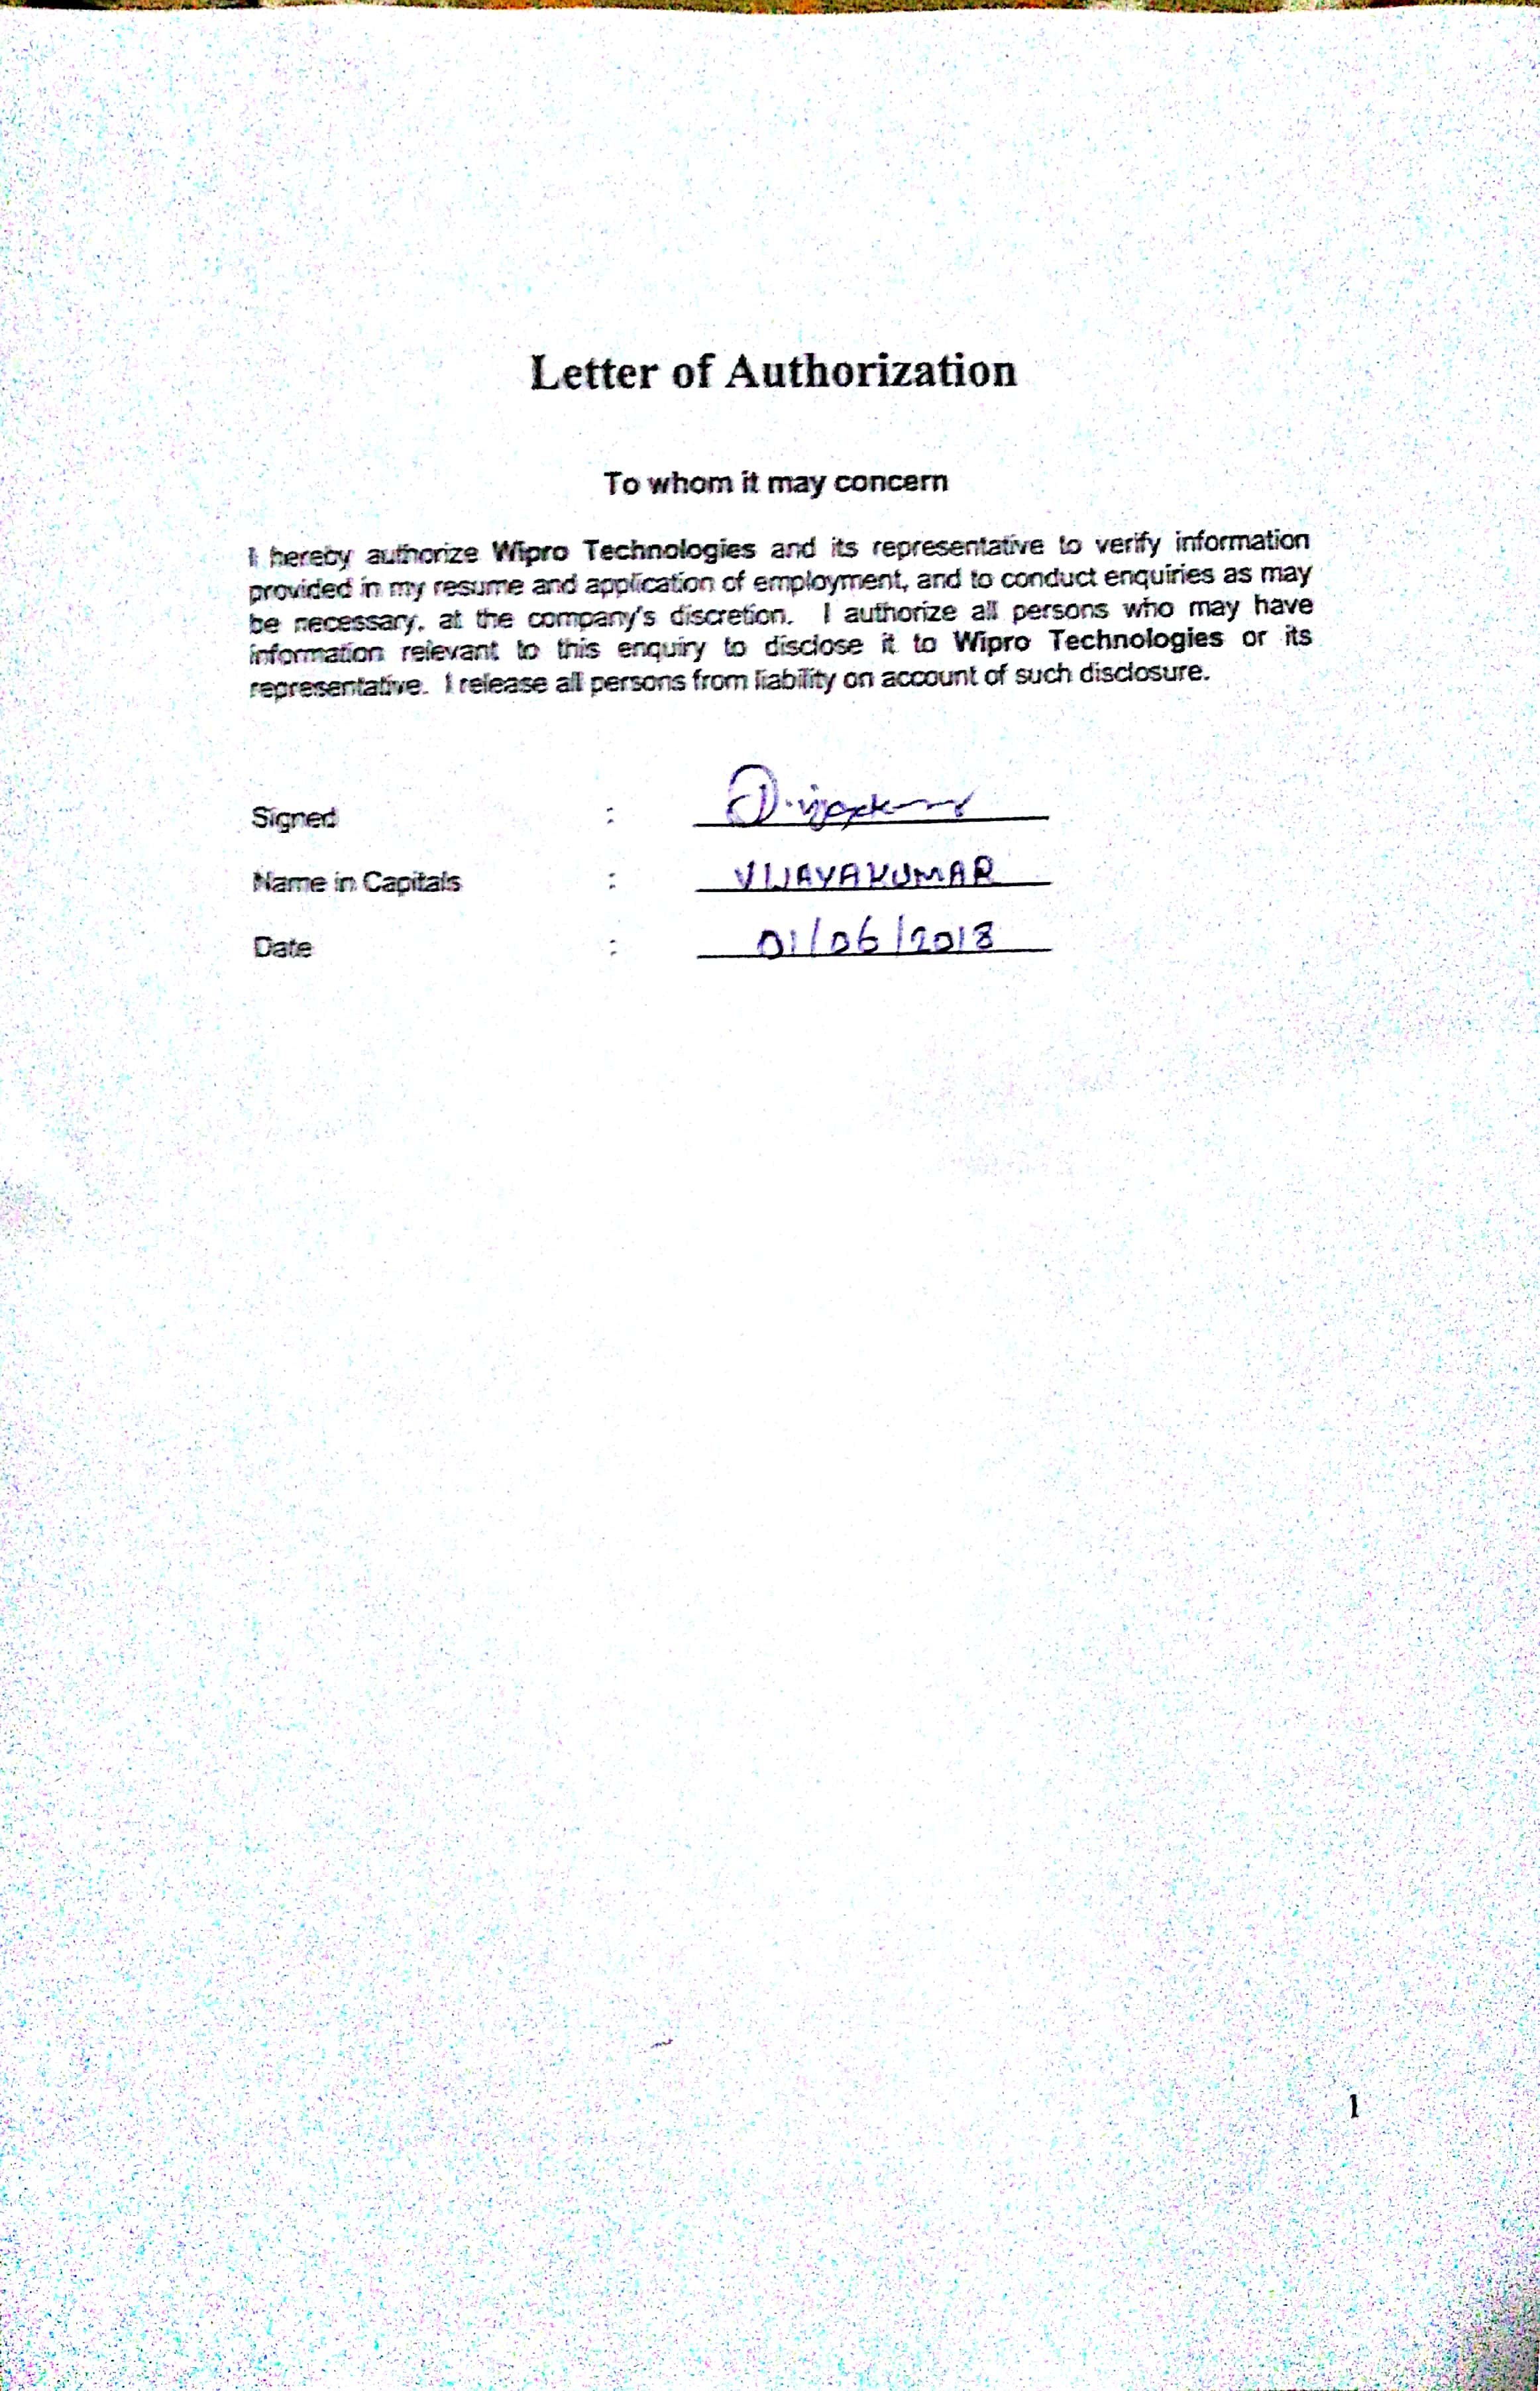 Letter of Authorization
To whom it may concern
I hereby authorize Wipro Technologies and its representative to verify information
provided in my resume and application of employment, and to conduct enquiries as may
be necessary, at the company's discretion. I authorize all persons who may have
information relevant to this enquiry to disclose it to Wipro Technologies or its
representative. I release all persons from liability on account of such disclosure.
Signed :
Name in Capitals : VIJAYAKUMAR
Date : 01/06/2018
1